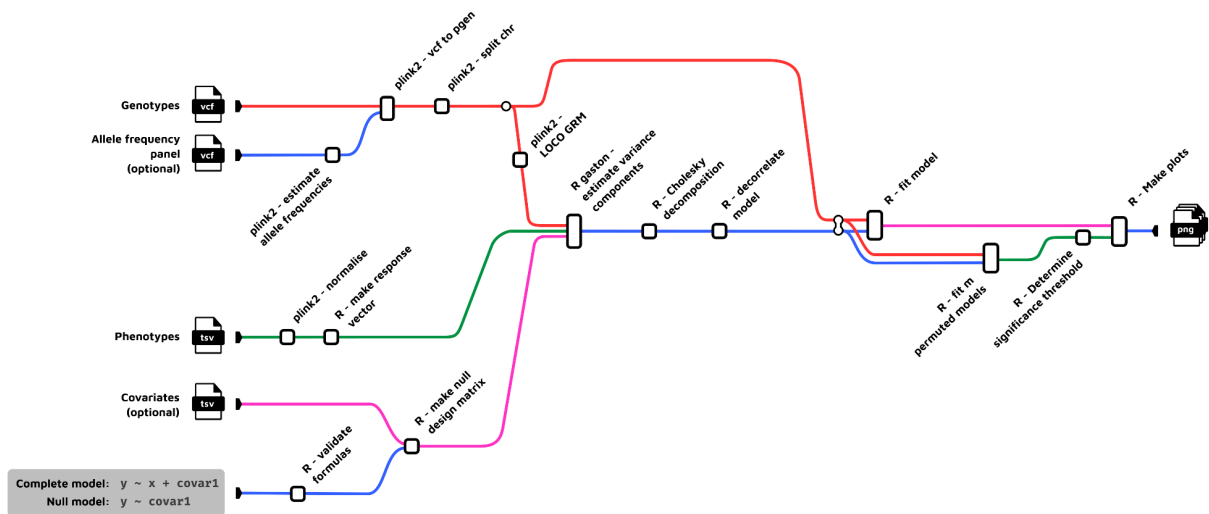 plink2 - vcf to pgen
plink2 - split chr
Genotypes
vcf
Allele frequency
panel
(optional)
vcf
plink2 - estimate
allele frequencies
plink2 -
LOCO GRM
R gaston -
estimate variance
components
R - Cholesky
decomposition
R - decorrelate
model
R - fit model
R - Make plots
png
R - fit m
permuted models
R - Determine
significance threshold
plink2 - normalise
R - make response
vector
Phenotypes
tsv
Covariates
(optional)
tsv
R - make null
design matrix
R - validate
formulas
Complete model: y ~ x + covar1
Null model: y ~ covar1